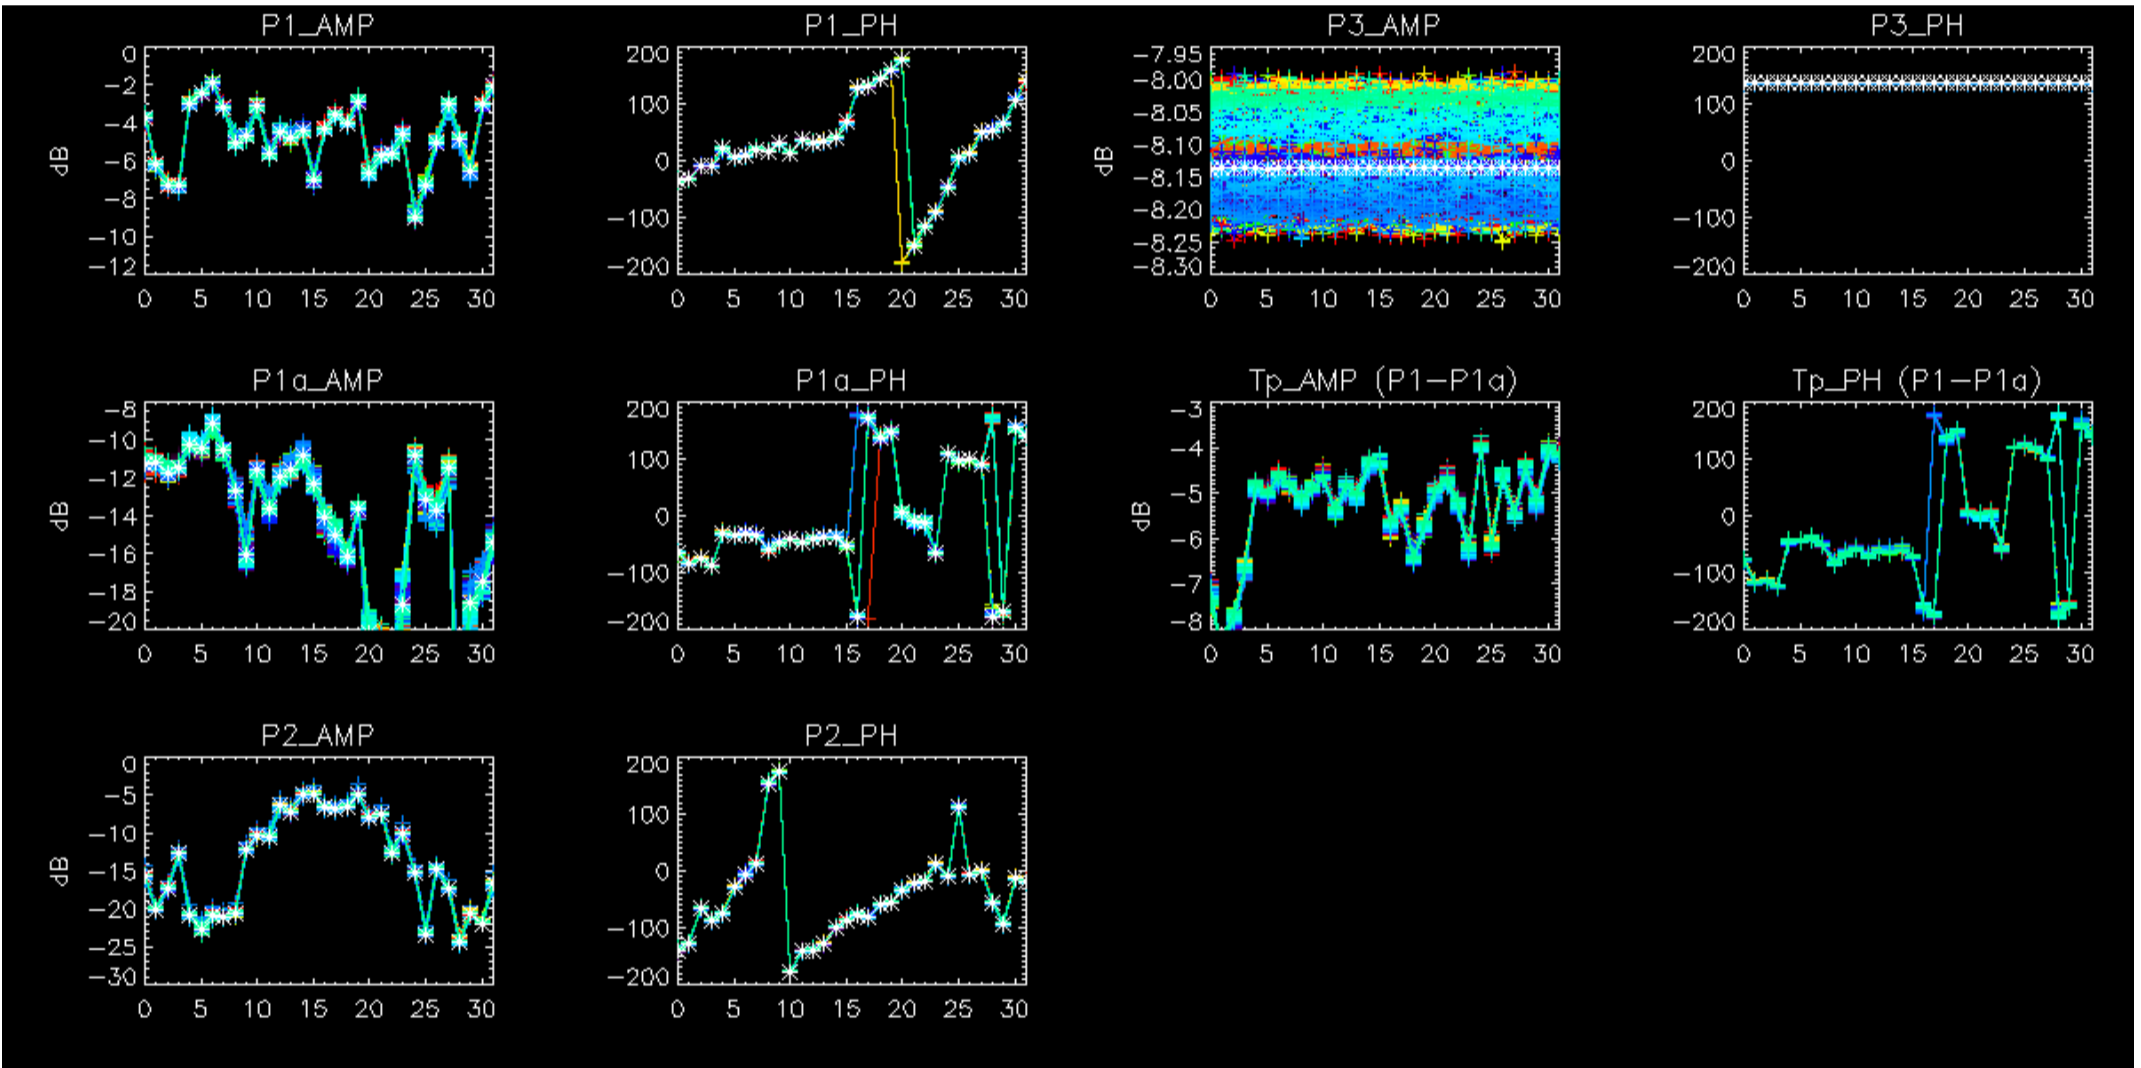 P1_AMP
0
-2
-4
-6
-8
-10
-12
dB
0 5 10 15 20 25 30
P1_PH
200
100
0
-100
-200
0 5 10 15 20 25 30
P3_AMP
-7.95
-8.00
-8.05
-8.10
-8.15
-8.20
-8.25
-8.30
dB
0 5 10 15 20 25 30
P3_PH
200
100
0
-100
-200
0 5 10 15 20 25 30
P1a_AMP
-8
-10
-12
-14
-16
-18
-20
dB
0 5 10 15 20 25 30
P1a_PH
200
100
0
-100
-200
0 5 10 15 20 25 30
Tp_AMP (P1-P1a)
-3
-4
-5
-6
-7
-8
dB
0 5 10 15 20 25 30
Tp_PH (P1-P1a)
200
100
0
-100
-200
0 5 10 15 20 25 30
P2_AMP
0
-5
-10
-15
-20
-25
-30
dB
0 5 10 15 20 25 30
P2_PH
200
100
0
-100
-200
0 5 10 15 20 25 30